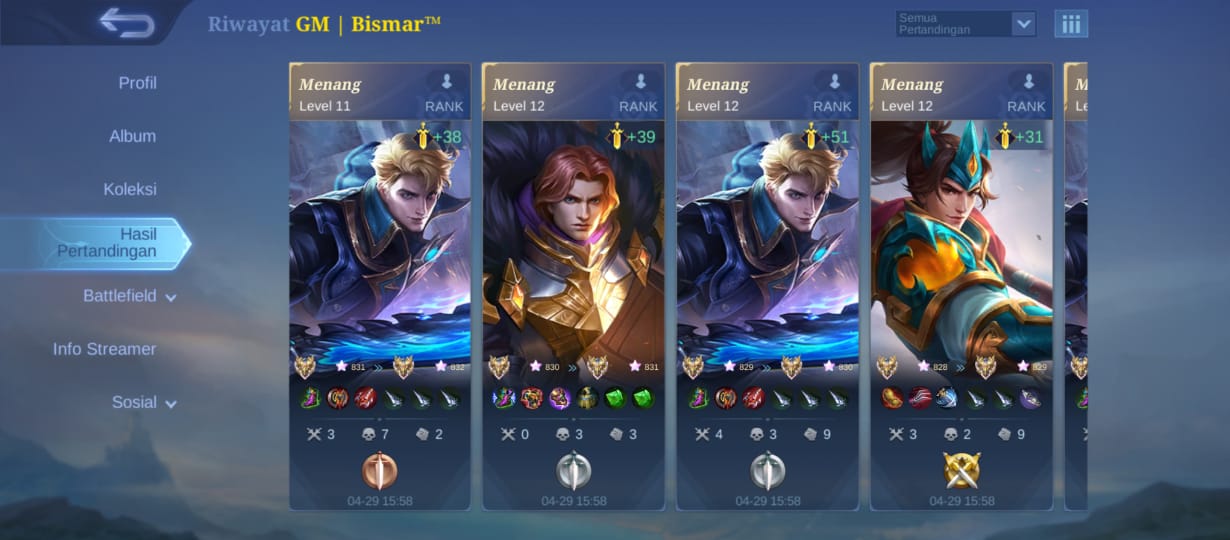 Riwayat GM | Bismar™
Semua
Pertandingan
Profil
Album
Koleksi
Hasil
Pertandingan
Battlefield
Info Streamer
Sosial
Menang
Level 11 RANK
+38
831 832
3 7 2
04-29 15:58
Menang
Level 12 RANK
+39
830 831
0 3 3
04-29 15:58
Menang
Level 12 RANK
+51
829 830
4 3 9
04-29 15:58
Menang
Level 12 RANK
+31
828 829
3 2 9
04-29 15:58
M
Le